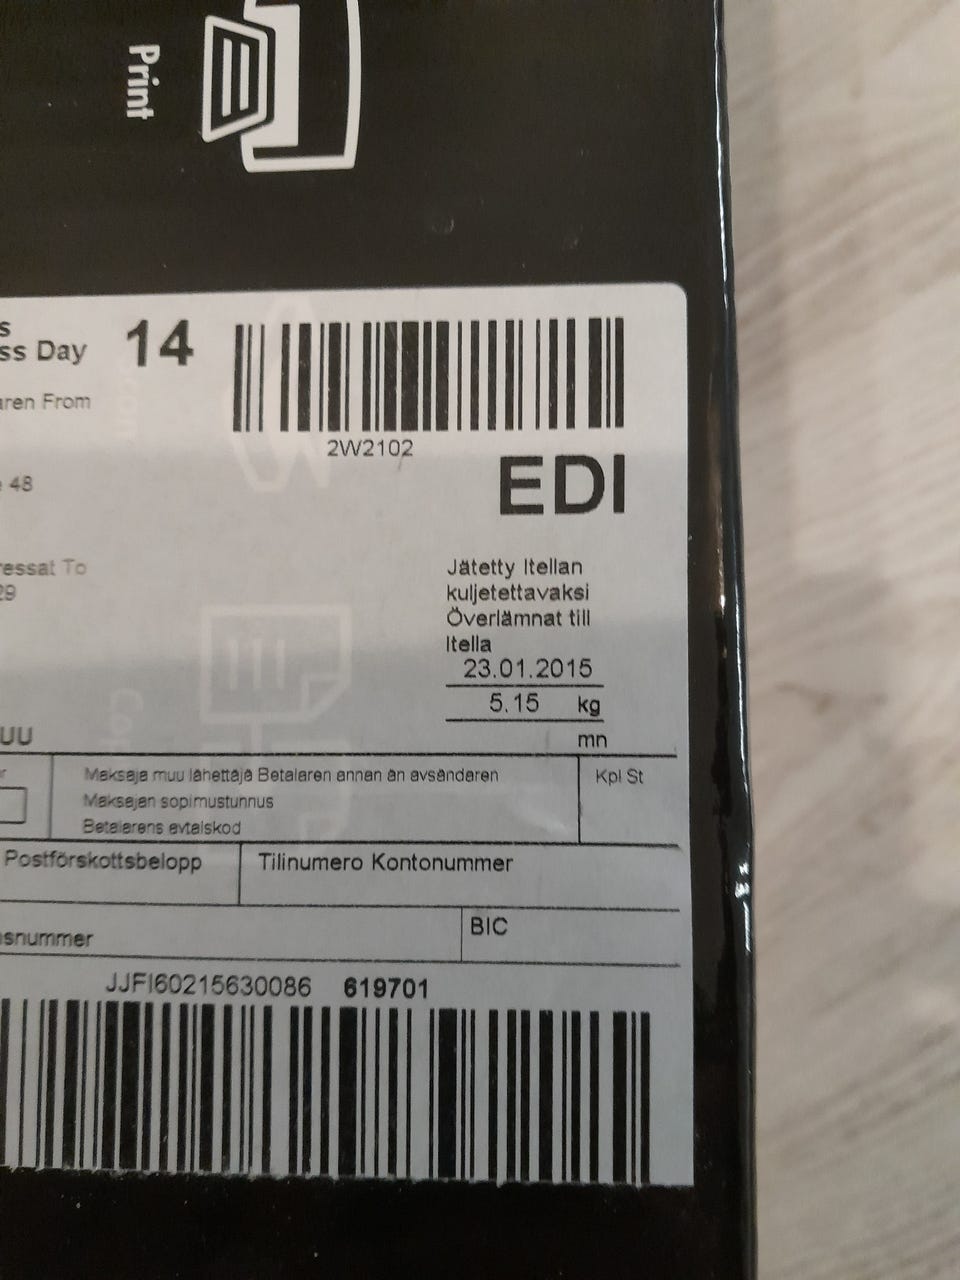 Print
s
ss Day 14
aren From
2W2102
EDI
48
essat To
29
Jätetty Itellan
kuljetettavaksi
Överlämnat till
Itella
23.01.2015
5.15 kg
mn
UU
Maksaja muu lähettäjä Betalaren annan än avsändaren
Maksajan sopimustunnus
Betalarens avtalskod
Kpl St
Postförskottsbelopp
Tilinumero Kontonummer
snummer
BIC
JJFI60215630086 619701